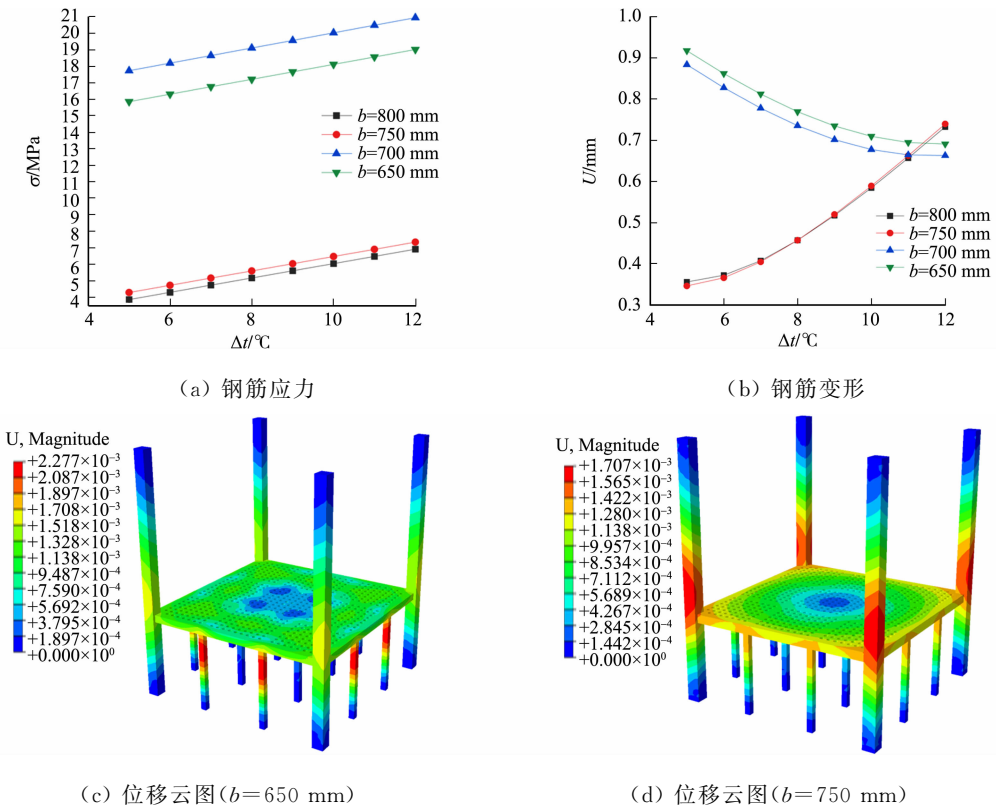 21
20
19
18
17
16
15
14
13
12
11
10
9
8
7
6
5
4
σ/MPa
b=800 mm
b=750 mm
b=700 mm
b=650 mm
4 6 8 10 12
Δt/℃
(a) 钢筋应力
1.0
0.9
0.8
0.7
0.6
0.5
0.4
0.3
U/mm
b=800 mm
b=750 mm
b=700 mm
b=650 mm
4 6 8 10 12
Δt/℃
(b) 钢筋变形
U, Magnitude
+2.277×10⁻³
+2.087×10⁻³
+1.897×10⁻³
+1.708×10⁻³
+1.518×10⁻³
+1.328×10⁻³
+1.138×10⁻³
+9.487×10⁻⁴
+7.590×10⁻⁴
+5.692×10⁻⁴
+3.795×10⁻⁴
+1.897×10⁻⁴
+0.000×10⁰
(c) 位移云图(b=650 mm)
U, Magnitude
+1.707×10⁻³
+1.565×10⁻³
+1.422×10⁻³
+1.280×10⁻³
+1.138×10⁻³
+9.957×10⁻⁴
+8.534×10⁻⁴
+7.112×10⁻⁴
+5.689×10⁻⁴
+4.267×10⁻⁴
+2.845×10⁻⁴
+1.442×10⁻⁴
+0.000×10⁰
(d) 位移云图(b=750 mm)